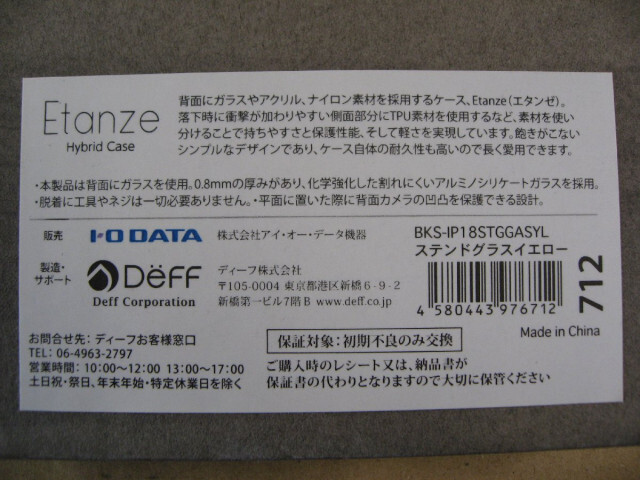 Etanze
Hybrid Case
背面にガラスやアクリル、ナイロン素材を採用するケース、Etanze(エタンゼ)。
落下時に衝撃が加わりやすい側面部分にTPU素材を使用するなど、素材を使い
分けることで持ちやすさと保護性能、そして軽さを実現しています。飽きがこない
シンプルなデザインであり、ケース自体の耐久性も高いので長く愛用できます。
・本製品は背面にガラスを使用。0.8mmの厚みがあり、化学強化した割れにくいアルミノシリケートガラスを採用。
・脱着に工具やネジは一切必要ありません。・平面に置いた際に背面カメラの凹凸を保護できる設計。
販売 I-O DATA 株式会社アイ・オー・データ機器
製造・
サポート
DEFF
Deff Corporation
ディーフ株式会社
〒105-0004 東京都港区新橋6-9-2
新橋第一ビル7階B www.deff.co.jp
BKS-IP18STGGASYL
ステンドグラスイエロー
4 580443 976712
712
Made in China
お問合せ先:ディーフお客様窓口
TEL: 06-4963-2797
営業時間:10:00〜12:00 13:00〜17:00
土日祝・祭日、年末年始・特定休業日を除く
保証対象:初期不良のみ交換
ご購入時のレシート又は、納品書が
保証書の代わりとなりますので大切に保管ください